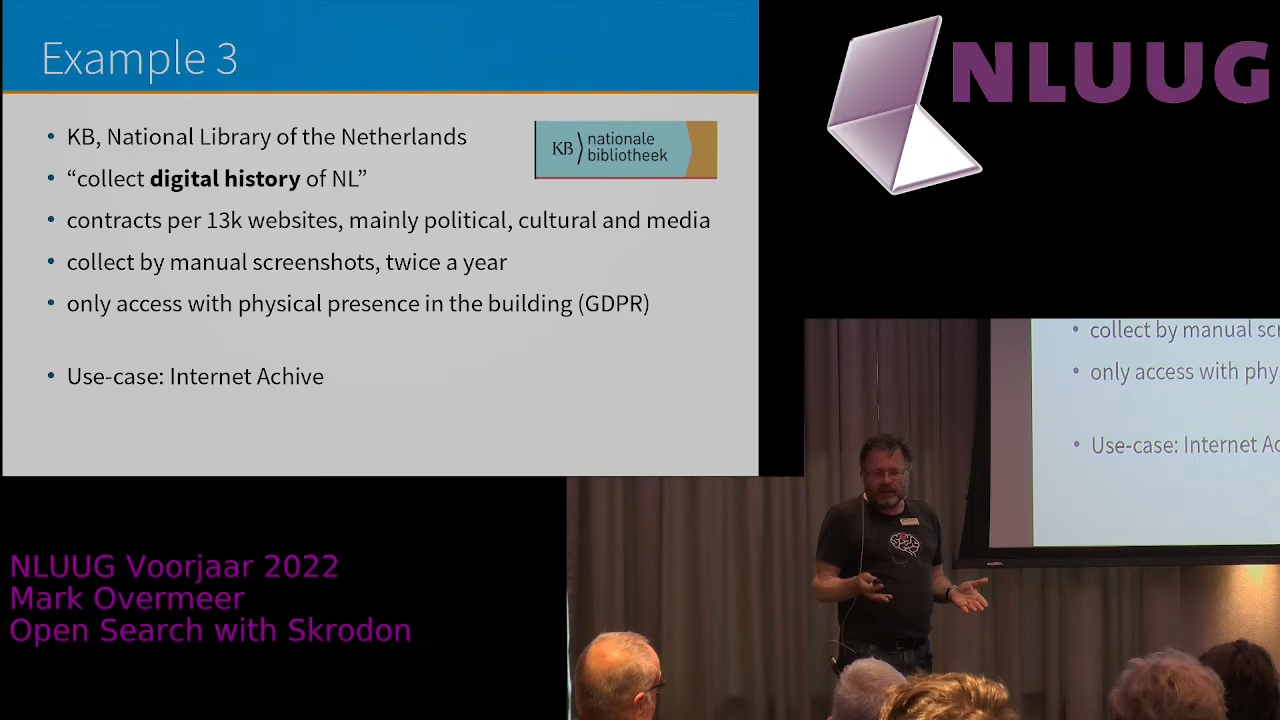 Example 3
• KB, National Library of the Netherlands
KB nationale
bibliotheek
• “collect digital history of NL”
• contracts per 13k websites, mainly political, cultural and media
• collect by manual screenshots, twice a year
• only access with physical presence in the building (GDPR)
• Use-case: Internet Achive
NLUUG
• collect by manual scr
• only access with phy
• Use-case: Internet Ac
NLUUG Voorjaar 2022
Mark Overmeer
Open Search with Skrodon